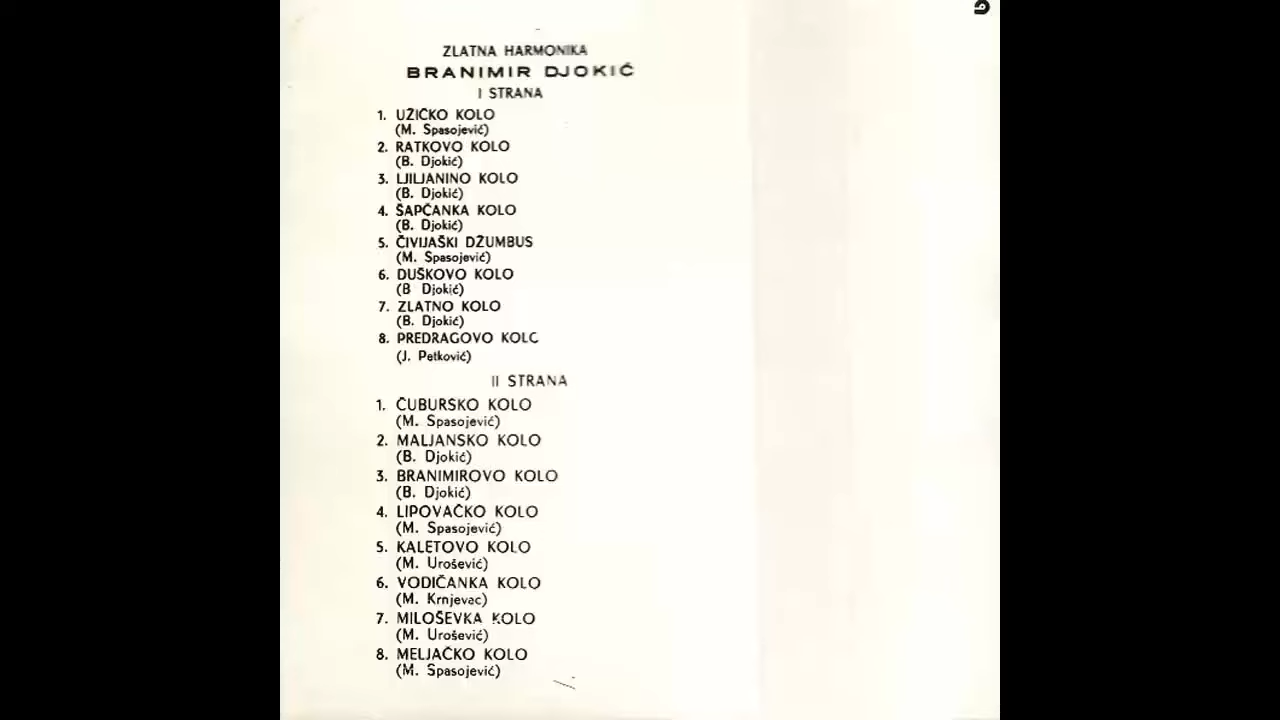 ZLATNA HARMONIKA
BRANIMIR DJOKIĆ
I STRANA
1. UŽIČKO KOLO
(M. Spasojević)
2. RATKOVO KOLO
(B. Djokić)
3. LJILJANINO KOLO
(B. Djokić)
4. ŠAPČANKA KOLO
(B. Djokić)
5. ČIVIJAŠKI DŽUMBUS
(M. Spasojević)
6. DUŠKOVO KOLO
(B Djokić)
7. ZLATNO KOLO
(B. Djokić)
8. PREDRAGOVO KOLO
(J. Petković)
II STRANA
1. ČUBURSKO KOLO
(M. Spasojević)
2. MALJANSKO KOLO
(B. Djokić)
3. BRANIMIROVO KOLO
(B. Djokić)
4. LIPOVAČKO KOLO
(M. Spasojević)
5. KALETOVO KOLO
(M. Urošević)
6. VODIČANKA KOLO
(M. Krnjevac)
7. MILOŠEVKA KOLO
(M. Urošević)
8. MELJAČKO KOLO
(M. Spasojević)